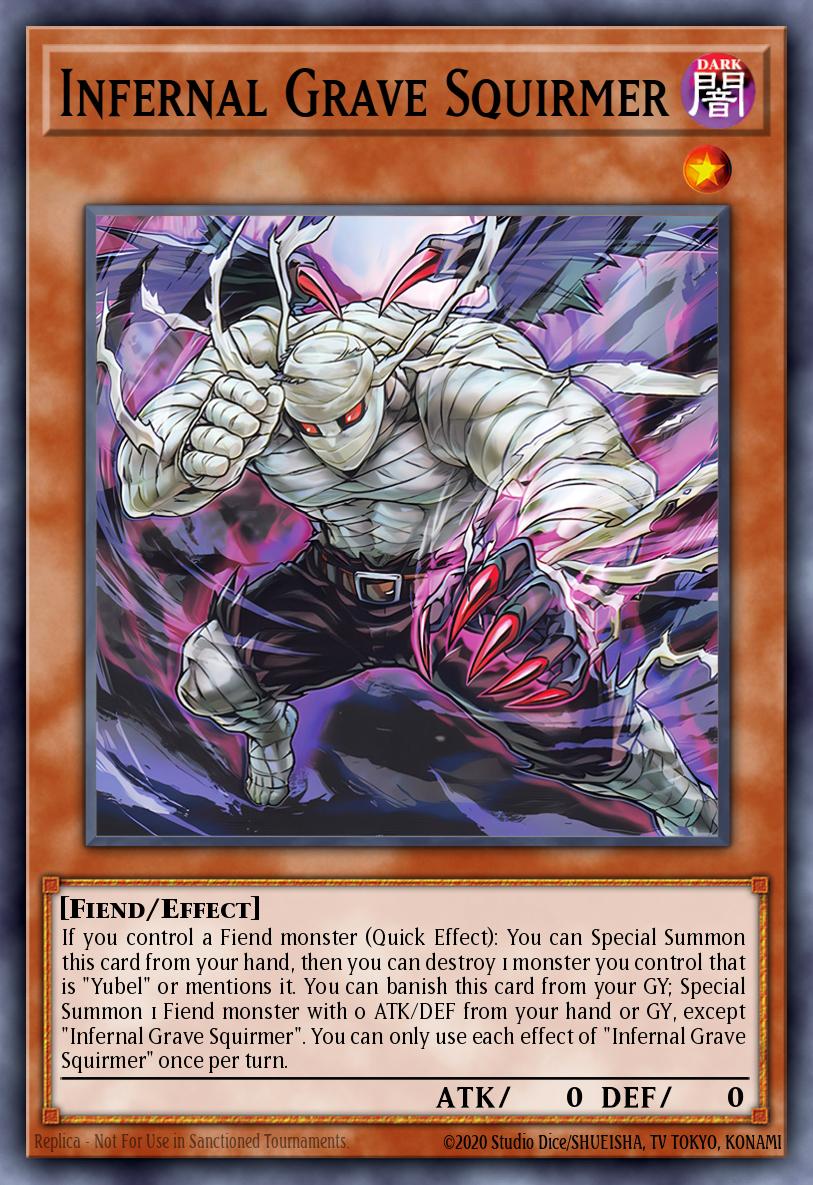 Infernal Grave Squirmer
DARK
闇
[Fiend/Effect]
If you control a Fiend monster (Quick Effect): You can Special Summon
this card from your hand, then you can destroy 1 monster you control that
is "Yubel" or mentions it. You can banish this card from your GY; Special
Summon 1 Fiend monster with 0 ATK/DEF from your hand or GY, except
"Infernal Grave Squirmer". You can only use each effect of "Infernal Grave
Squirmer" once per turn.
ATK/ 0 DEF/ 0
Replica - Not For Use in Sanctioned Tournaments.
©2020 Studio Dice/SHUEISHA, TV TOKYO, KONAMI